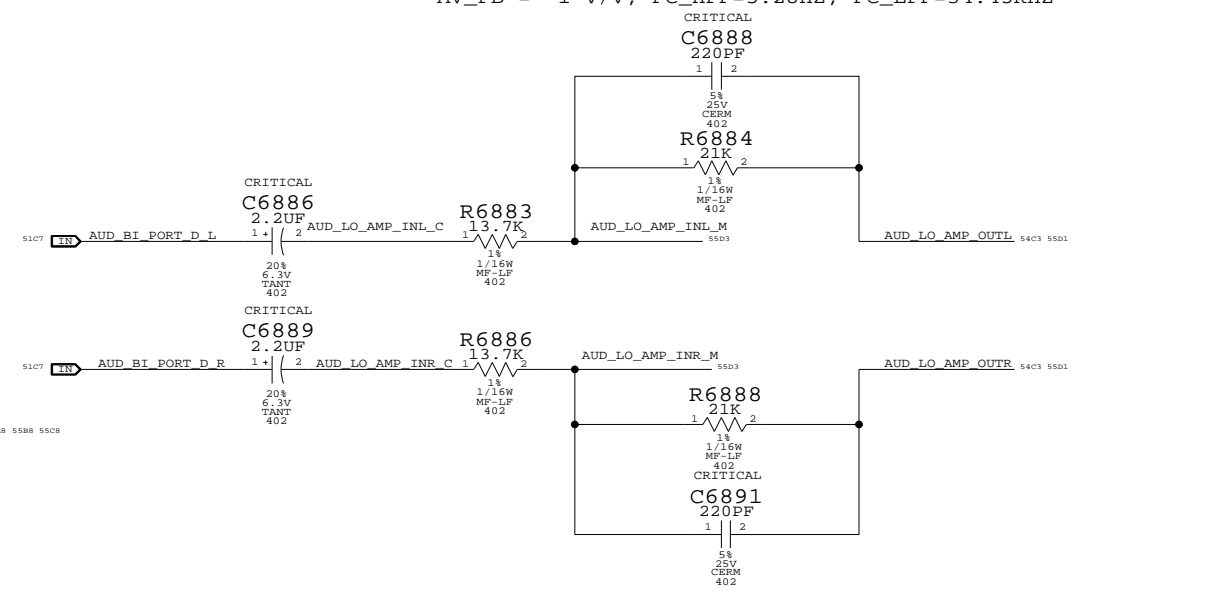 CRITICAL
C6888
220PF
1 2
5%
25V
CERM
402
R6884
21K
1 2
1%
1/16W
MF-LF
402
CRITICAL
C6886
2.2UF
1 + 2
20%
6.3V
TANT
402
51C7 IN AUD_BI_PORT_D_L
AUD_LO_AMP_INL_C
R6883
13.7K
1 2
1%
1/16W
MF-LF
402
AUD_LO_AMP_INL_M
55D3
AUD_LO_AMP_OUTL 54C3 55D1
CRITICAL
C6889
2.2UF
1 + 2
20%
6.3V
TANT
402
51C7 IN AUD_BI_PORT_D_R
AUD_LO_AMP_INR_C
R6886
13.7K
1 2
1%
1/16W
MF-LF
402
AUD_LO_AMP_INR_M
55D3
AUD_LO_AMP_OUTR 54C3 55D1
R6888
21K
1 2
1%
1/16W
MF-LF
402
CRITICAL
C6891
220PF
1 2
5%
25V
CERM
402
55B8 55C8